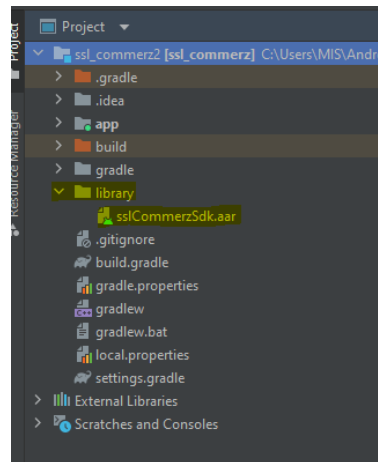 Project
Project
ssl_commerz2 [ssl_commerz] C:\Users\MIS\Andr
.gradle
.idea
app
build
gradle
library
sslCommerzSdk.aar
.gitignore
build.gradle
gradle.properties
gradlew
gradlew.bat
local.properties
settings.gradle
External Libraries
Scratches and Consoles
Resource Manager